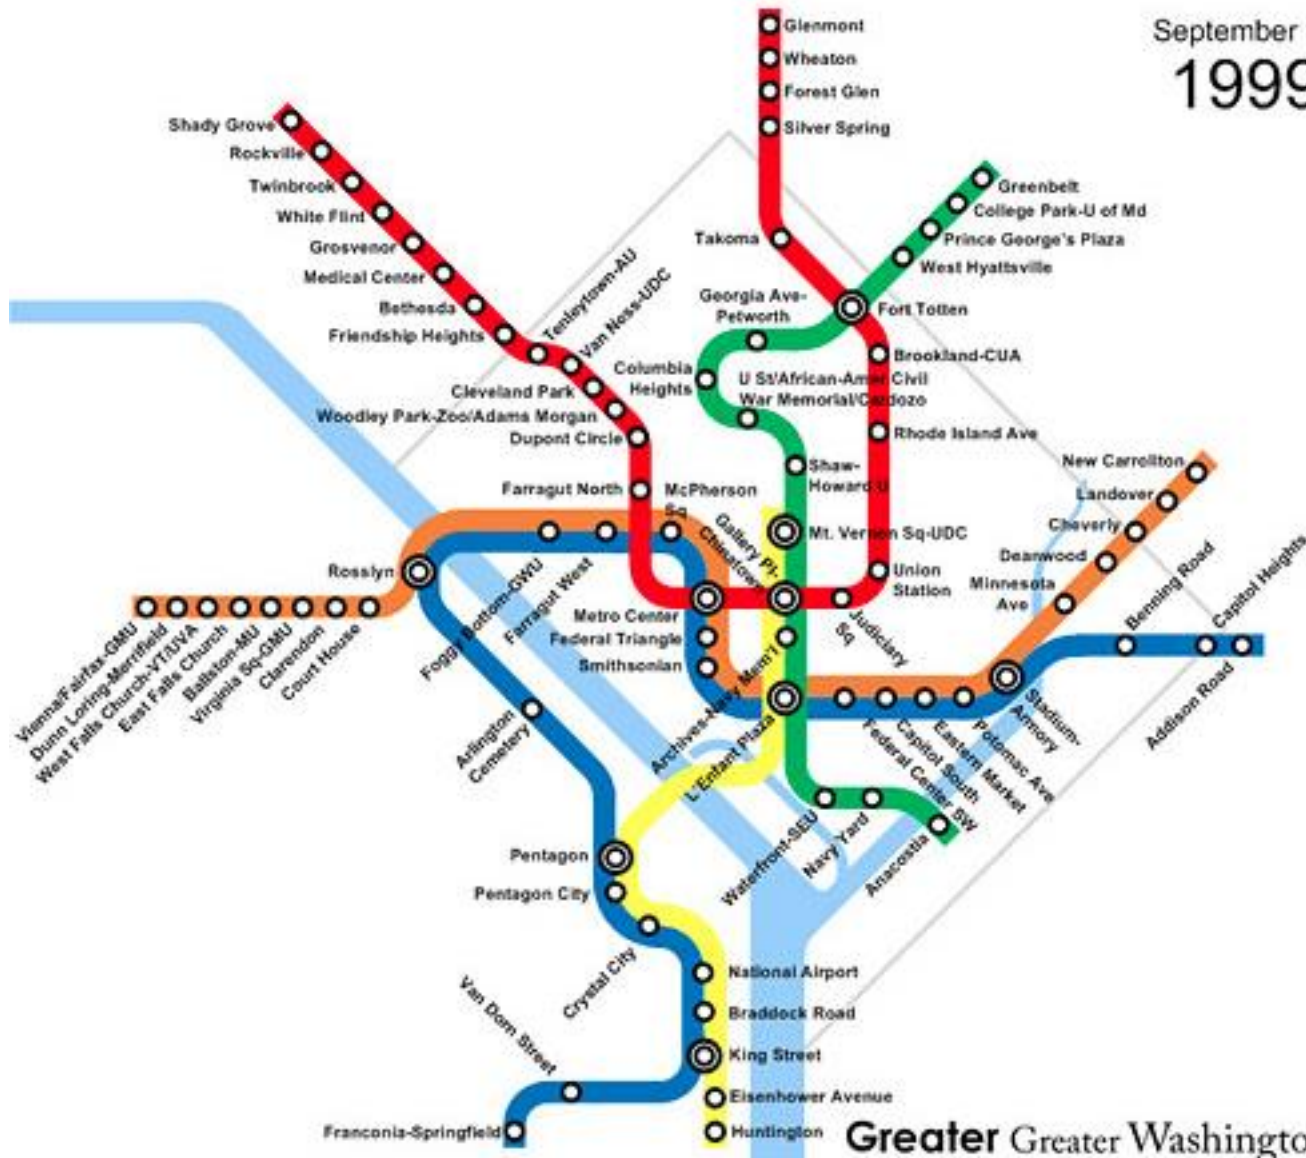 September
1999
Glenmont
Wheaton
Forest Glen
Silver Spring
Takoma
Shady Grove
Rockville
Twinbrook
White Flint
Grosvenor
Medical Center
Bethesda
Friendship Heights
Tenleytown-AU
Van Ness-UDC
Cleveland Park
Woodley Park-Zoo/Adams Morgan
Dupont Circle
Farragut North
Greenbelt
College Park-U of Md
Prince George's Plaza
West Hyattsville
Fort Totten
Georgia Ave-
Petworth
Columbia
Heights
U St/African-Amer Civil
War Memorial/Cardozo
Shaw-
Howard U
Mt. Vernon Sq-UDC
Brookland-CUA
Rhode Island Ave
Union
Station
Judiciary
Sq
Gallery Pl-
Chinatown
McPherson
Sq
Metro Center
Federal Triangle
Smithsonian
Rosslyn
Foggy Bottom-GWU
Farragut West
Vienna/Fairfax-GMU
Dunn Loring-Merrifield
West Falls Church-VT/UVA
East Falls Church
Ballston-MU
Virginia Sq-GMU
Clarendon
Court House
New Carrollton
Landover
Cheverly
Deanwood
Minnesota
Ave
Benning Road
Capitol Heights
Addison Road
Stadium-
Armory
Potomac Ave
Eastern Market
Capitol South
Federal Center SW
Archives-Navy Mem'l
L'Enfant Plaza
Waterfront-SEU
Navy Yard
Anacostia
Arlington
Cemetery
Pentagon
Pentagon City
Crystal City
National Airport
Braddock Road
King Street
Eisenhower Avenue
Huntington
Van Dorn Street
Franconia-Springfield
Greater Greater Washingto